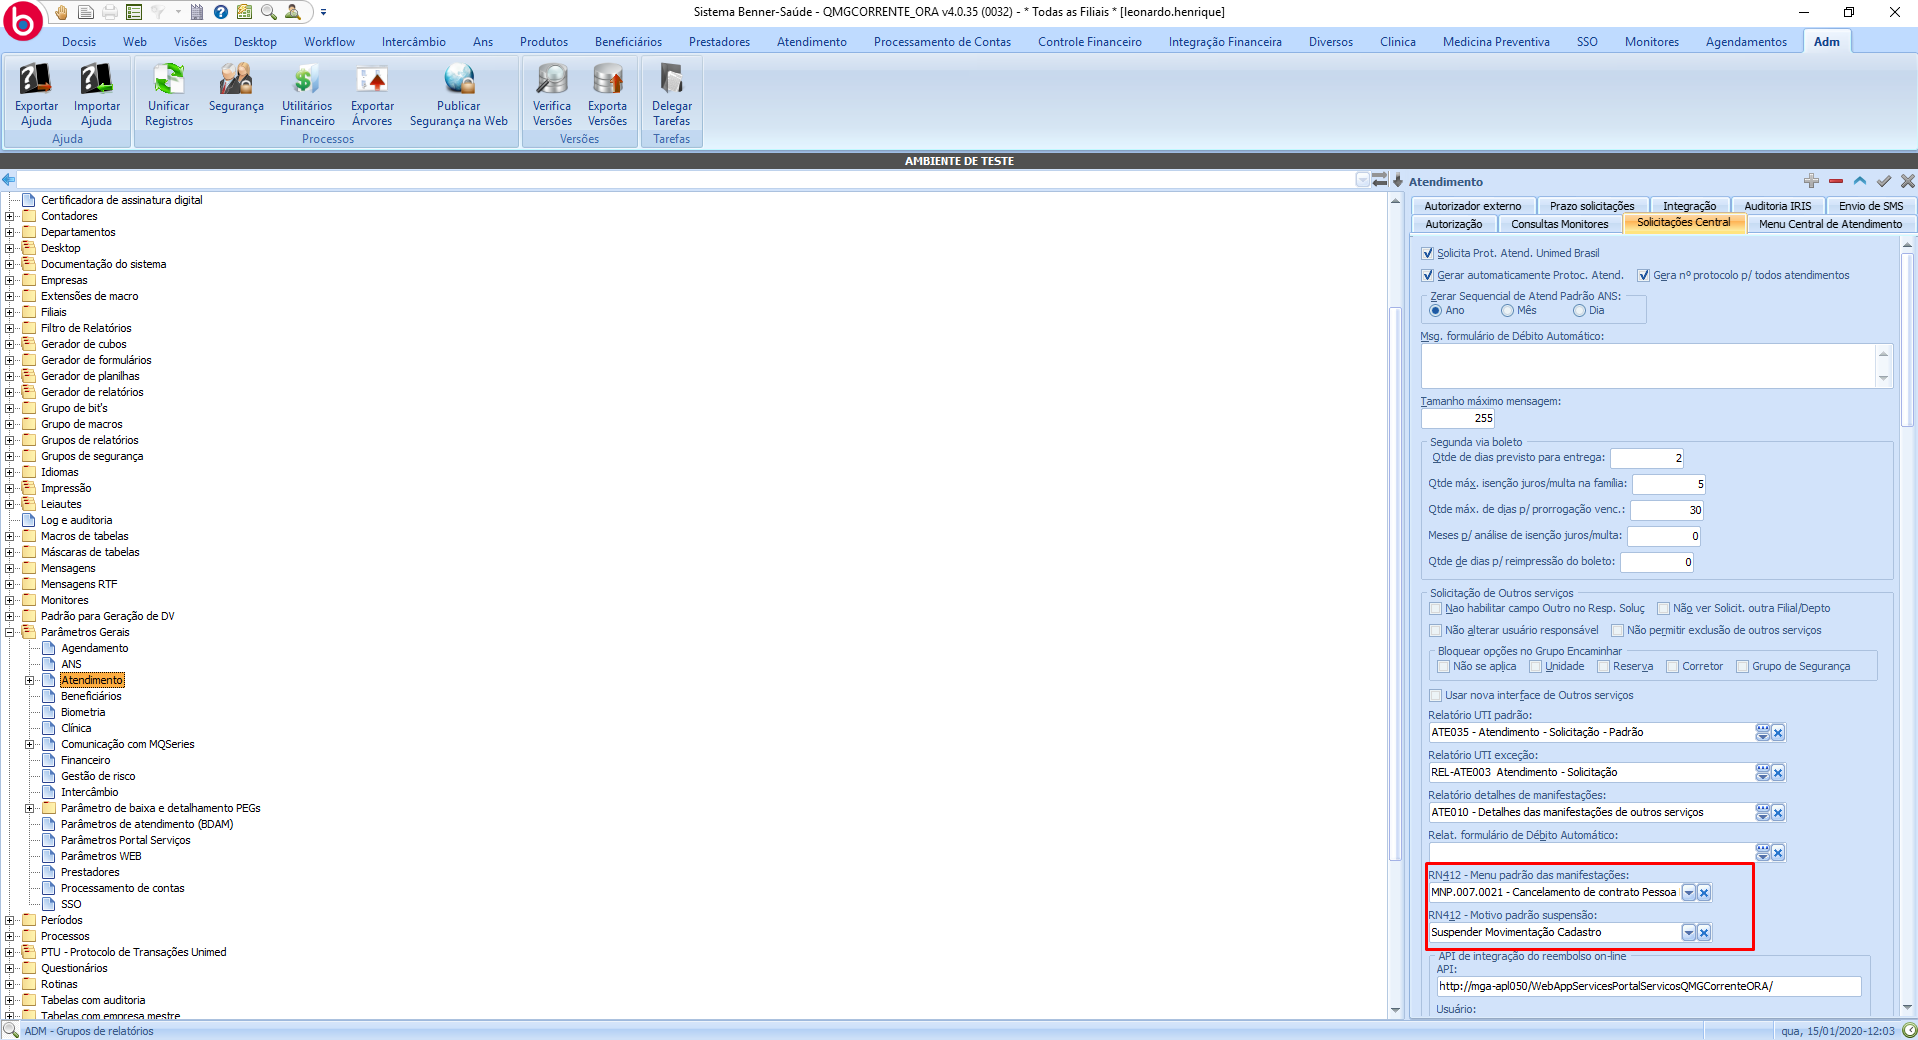 Sistema Benner-Saúde - QMGCORRENTE_ORA v4.0.35 (0032) - * Todas as Filiais * [leonardo.henrique]
Docsis Web Visões Desktop Workflow Intercâmbio Ans Produtos Beneficiários Prestadores Atendimento Processamento de Contas Controle Financeiro Integração Financeira Diversos Clinica Medicina Preventiva SSO Monitores Agendamentos Adm
Exportar Ajuda
Importar Ajuda
Unificar Registros
Segurança
Utilitários Financeiro
Exportar Árvores
Publicar Segurança na Web
Verifica Versões
Exporta Versões
Delegar Tarefas
Ajuda Processos Versões Tarefas
AMBIENTE DE TESTE
Certificadora de assinatura digital
Contadores
Departamentos
Desktop
Documentação do sistema
Empresas
Extensões de macro
Filiais
Filtro de Relatórios
Gerador de cubos
Gerador de formulários
Gerador de planilhas
Gerador de relatórios
Grupo de bit's
Grupo de macros
Grupos de relatórios
Grupos de segurança
Idiomas
Impressão
Leiautes
Log e auditoria
Macros de tabelas
Máscaras de tabelas
Mensagens
Mensagens RTF
Monitores
Padrão para Geração de DV
Parâmetros Gerais
Agendamento
ANS
Atendimento
Beneficiários
Biometria
Clínica
Comunicação com MQSeries
Financeiro
Gestão de risco
Intercâmbio
Parâmetro de baixa e detalhamento PEGs
Parâmetros de atendimento (BDAM)
Parâmetros Portal Serviços
Parâmetros WEB
Prestadores
Processamento de contas
SSO
Períodos
Processos
PTU - Protocolo de Transações Unimed
Questionários
Rotinas
Tabelas com auditoria
Tabelas com empresa mestre
Atendimento
Autorizador externo Prazo solicitações Integração Auditoria IRIS Envio de SMS
Autorização Consultas Monitores Solicitações Central Menu Central de Atendimento
Solicita Prot. Atend. Unimed Brasil
Gerar automaticamente Protoc. Atend. Gera nº protocolo p/ todos atendimentos
Zerar Sequencial de Atend Padrão ANS:
Ano Mês Dia
Msg. formulário de Débito Automático:
Tamanho máximo mensagem:
255
Segunda via boleto
Qtde de dias previsto para entrega: 2
Qtde máx. isenção juros/multa na família: 5
Qtde máx. de dias p/ prorrogação venc.: 30
Meses p/ análise de isenção juros/multa: 0
Qtde de dias p/ reimpressão do boleto: 0
Solicitação de Outros serviços
Nao habilitar campo Outro no Resp. Soluç Não ver Solicit. outra Filial/Depto
Não alterar usuário responsável Não permitir exclusão de outros serviços
Bloquear opções no Grupo Encaminhar
Não se aplica Unidade Reserva Corretor Grupo de Segurança
Usar nova interface de Outros serviços
Relatório UTI padrão:
ATE035 - Atendimento - Solicitação - Padrão
Relatório UTI exceção:
REL-ATE003 Atendimento - Solicitação
Relatório detalhes de manifestações:
ATE010 - Detalhes das manifestações de outros serviços
Relat. formulário de Débito Automático:
RN412 - Menu padrão das manifestações:
MNP.007.0021 - Cancelamento de contrato Pessoa
RN412 - Motivo padrão suspensão:
Suspender Movimentação Cadastro
API de integração do reembolso on-line
API:
http://mga-apl050/WebAppServicesPortalServicosQMGCorrenteORA/
Usuário:
ADM - Grupos de relatórios
qua, 15/01/2020-12:03